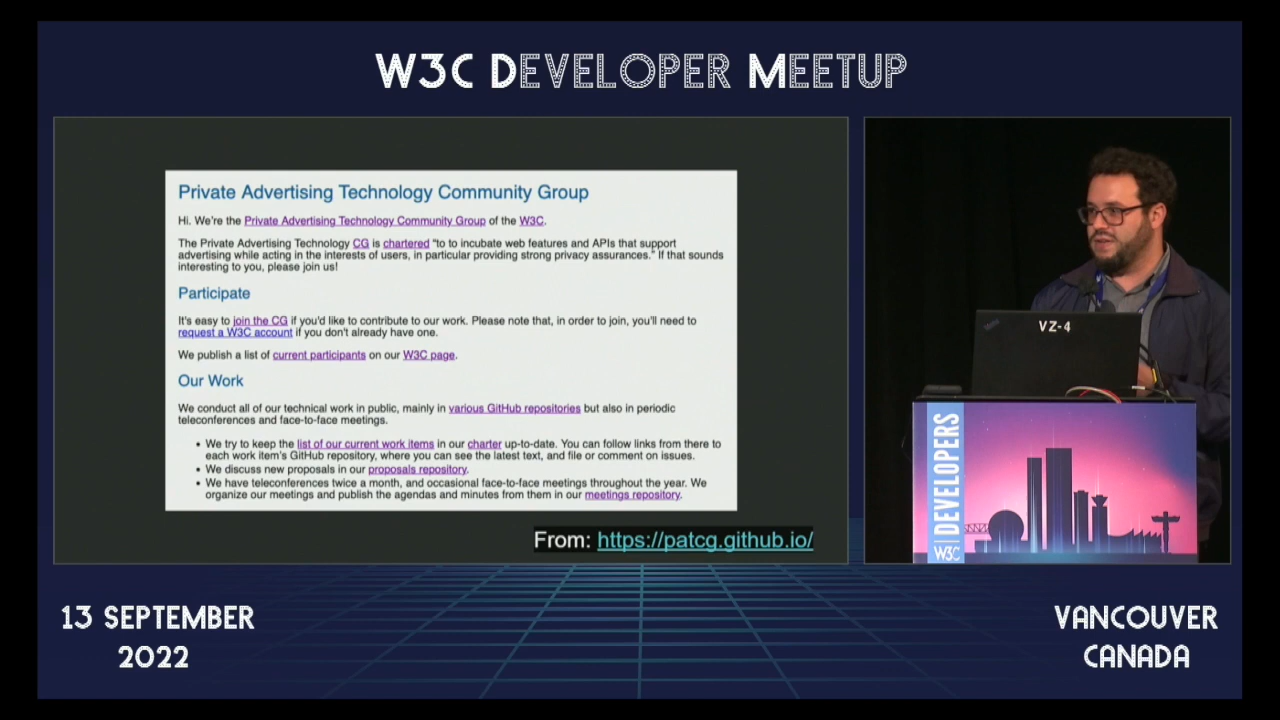 W3C DEVELOPER MEETUP
Private Advertising Technology Community Group
Hi. We're the Private Advertising Technology Community Group of the W3C.
The Private Advertising Technology CG is chartered "to to incubate web features and APIs that support
advertising while acting in the interests of users, in particular providing strong privacy assurances." If that sounds
interesting to you, please join us!
Participate
It's easy to join the CG if you'd like to contribute to our work. Please note that, in order to join, you'll need to
request a W3C account if you don't already have one.
We publish a list of current participants on our W3C page.
Our Work
We conduct all of our technical work in public, mainly in various GitHub repositories but also in periodic
teleconferences and face-to-face meetings.
• We try to keep the list of our current work items in our charter up-to-date. You can follow links from there to
each work item's GitHub repository, where you can see the latest text, and file or comment on issues.
• We discuss new proposals in our proposals repository.
• We have teleconferences twice a month, and occasional face-to-face meetings throughout the year. We
organize our meetings and publish the agendas and minutes from them in our meetings repository.
From: https://patcg.github.io/
VZ-4
W3C DEVELOPERS
13 SEPTEMBER
2022
VANCOUVER
CANADA